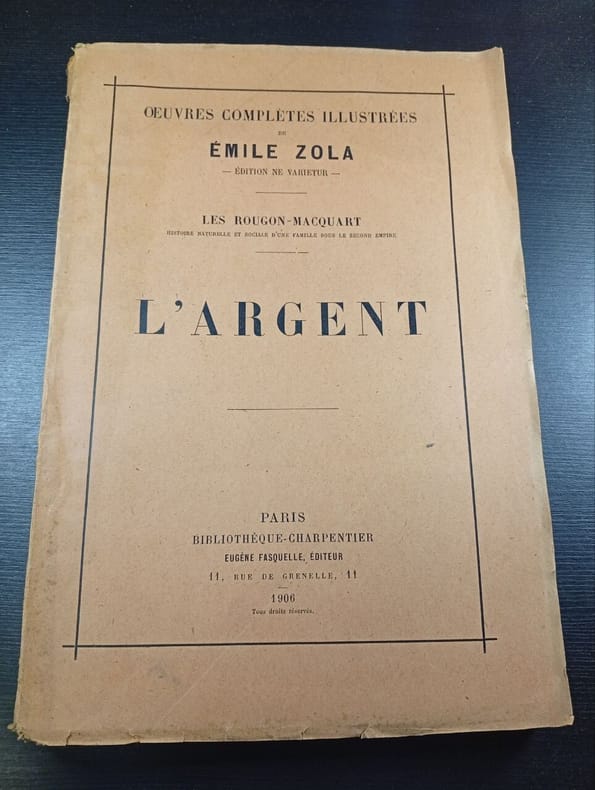 ŒUVRES COMPLÈTES ILLUSTRÉES
DE
ÉMILE ZOLA
— ÉDITION NE VARIETUR —
LES ROUGON-MACQUART
HISTOIRE NATURELLE ET SOCIALE D'UNE FAMILLE SOUS LE SECOND EMPIRE
L'ARGENT
PARIS
BIBLIOTHÈQUE-CHARPENTIER
EUGÈNE FASQUELLE, ÉDITEUR
11, RUE DE GRENELLE, 11
1906
Tous droits réservés.